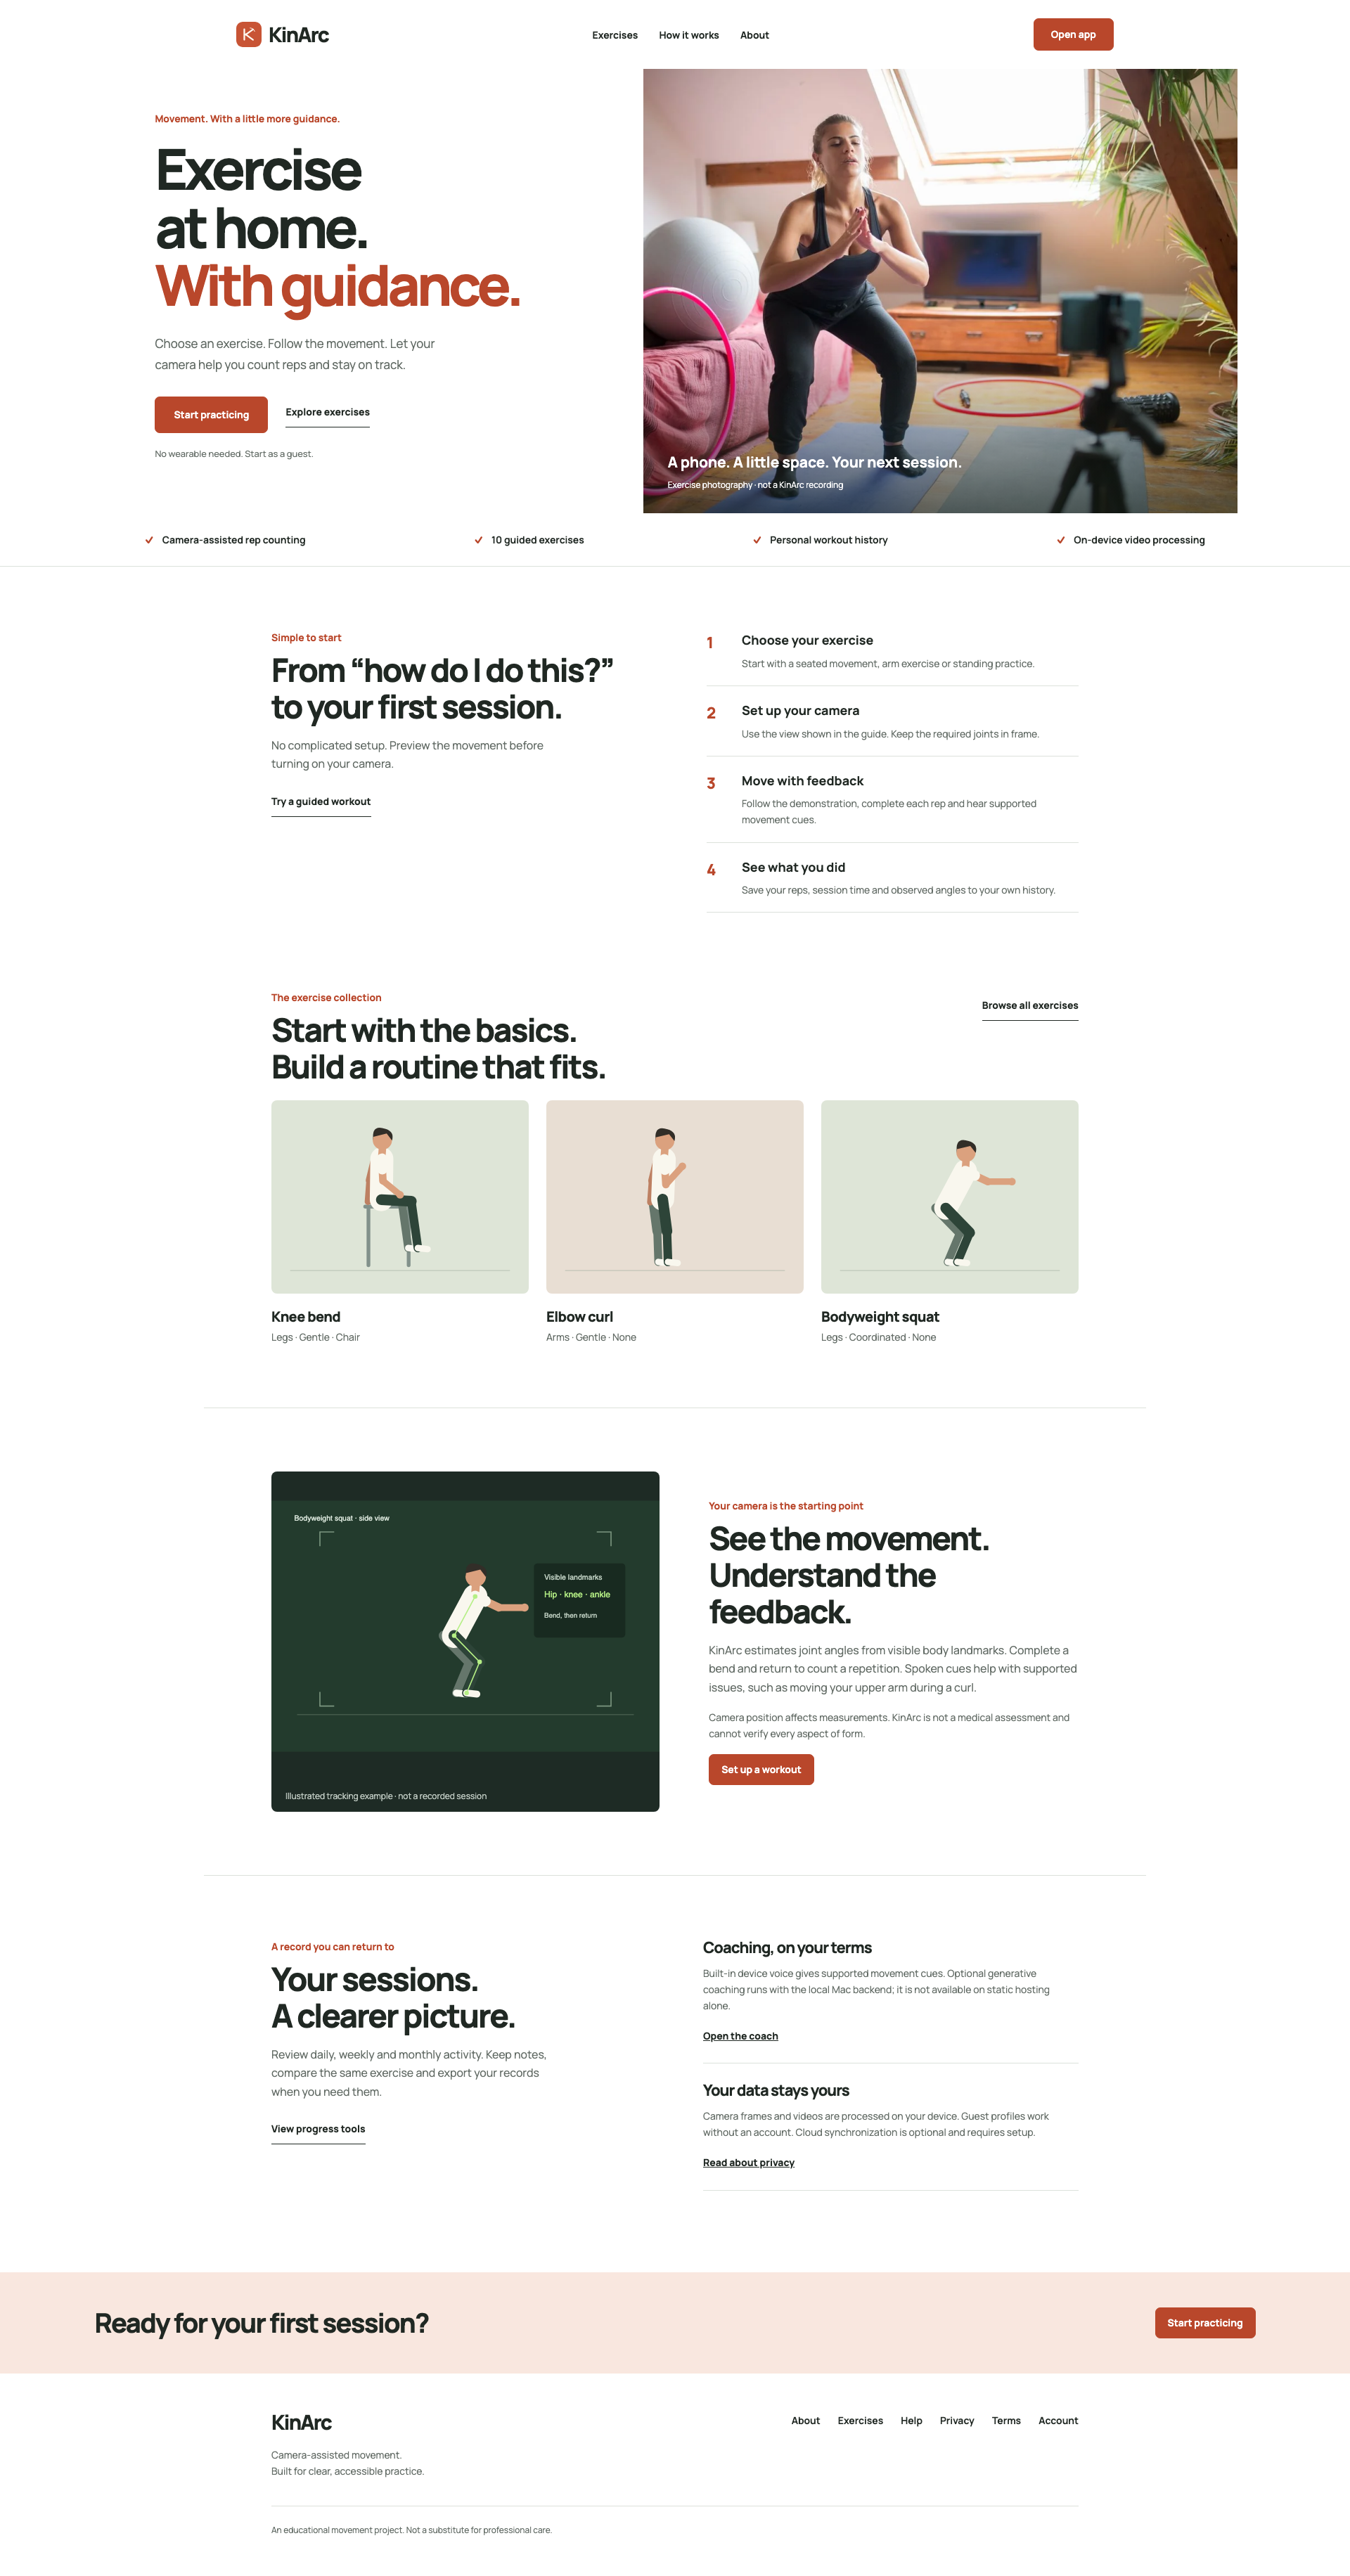 KinArc
Exercises How it works About
Open app
Movement. With a little more guidance.
Exercise
at home.
With guidance.
Choose an exercise. Follow the movement. Let your
camera help you count reps and stay on track.
Start practicing
Explore exercises
No wearable needed. Start as a guest.
A phone. A little space. Your next session.
Exercise photography · not a KinArc recording
Camera-assisted rep counting
10 guided exercises
Personal workout history
On-device video processing
Simple to start
From “how do I do this?”
to your first session.
No complicated setup. Preview the movement before
turning on your camera.
Try a guided workout
1 Choose your exercise
Start with a seated movement, arm exercise or standing practice.
2 Set up your camera
Use the view shown in the guide. Keep the required joints in frame.
3 Move with feedback
Follow the demonstration, complete each rep and hear supported
movement cues.
4 See what you did
Save your reps, session time and observed angles to your own history.
The exercise collection
Start with the basics.
Build a routine that fits.
Browse all exercises
Knee bend
Legs · Gentle · Chair
Elbow curl
Arms · Gentle · None
Bodyweight squat
Legs · Coordinated · None
Bodyweight squat · side view
Visible landmarks
Hip · knee · ankle
Bend, then return
Illustrated tracking example · not a recorded session
Your camera is the starting point
See the movement.
Understand the
feedback.
KinArc estimates joint angles from visible body landmarks. Complete a
bend and return to count a repetition. Spoken cues help with supported
issues, such as moving your upper arm during a curl.
Camera position affects measurements. KinArc is not a medical assessment and
cannot verify every aspect of form.
Set up a workout
A record you can return to
Your sessions.
A clearer picture.
Review daily, weekly and monthly activity. Keep notes,
compare the same exercise and export your records
when you need them.
View progress tools
Coaching, on your terms
Built-in device voice gives supported movement cues. Optional generative
coaching runs with the local Mac backend; it is not available on static hosting
alone.
Open the coach
Your data stays yours
Camera frames and videos are processed on your device. Guest profiles work
without an account. Cloud synchronization is optional and requires setup.
Read about privacy
Ready for your first session?
Start practicing
KinArc
About Exercises Help Privacy Terms Account
Camera-assisted movement.
Built for clear, accessible practice.
An educational movement project. Not a substitute for professional care.